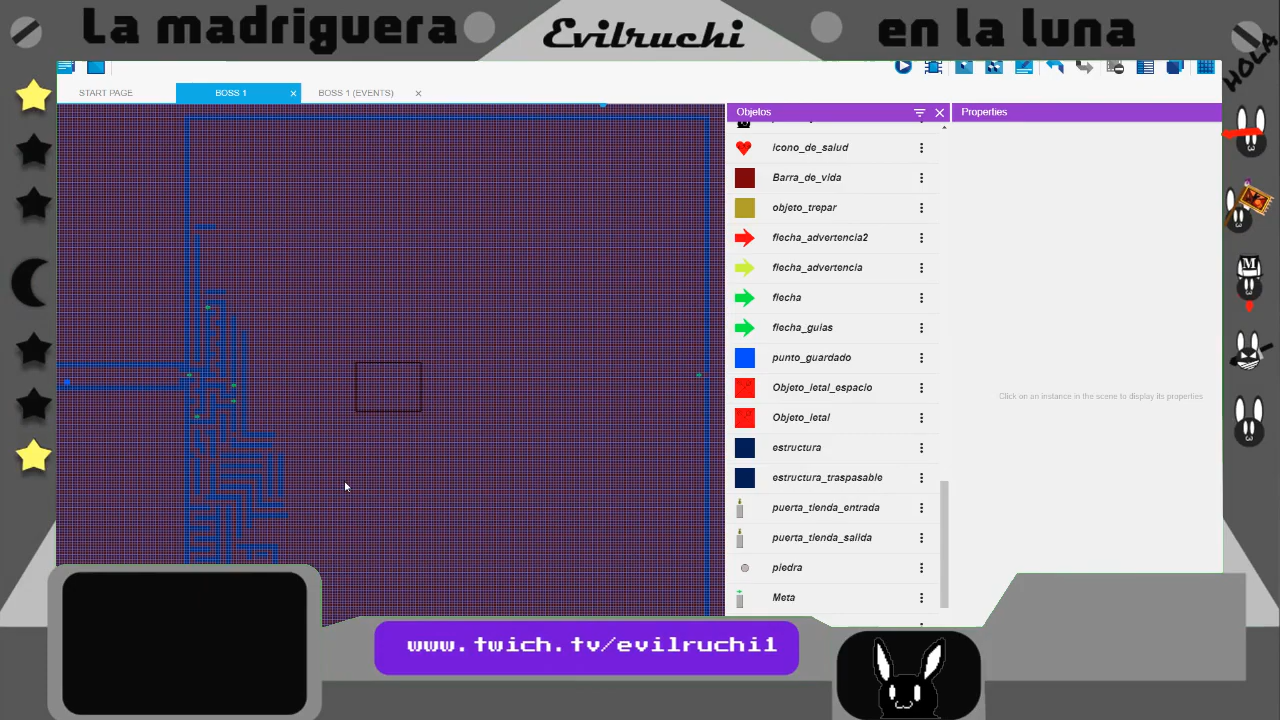 La madriguera Evilruchi en la luna
HOLA
START PAGE
BOSS 1
BOSS 1 (EVENTS)
Objetos
Properties
icono_de_salud
Barra_de_vida
objeto_trepar
flecha_advertencia2
flecha_advertencia
flecha
flecha_guias
punto_guardado
Objeto_letal_espacio
Objeto_letal
estructura
estructura_traspasable
puerta_tienda_entrada
puerta_tienda_salida
piedra
Meta
Click on an instance in the scene to display its properties.
M
www.twich.tv/evilruchi1